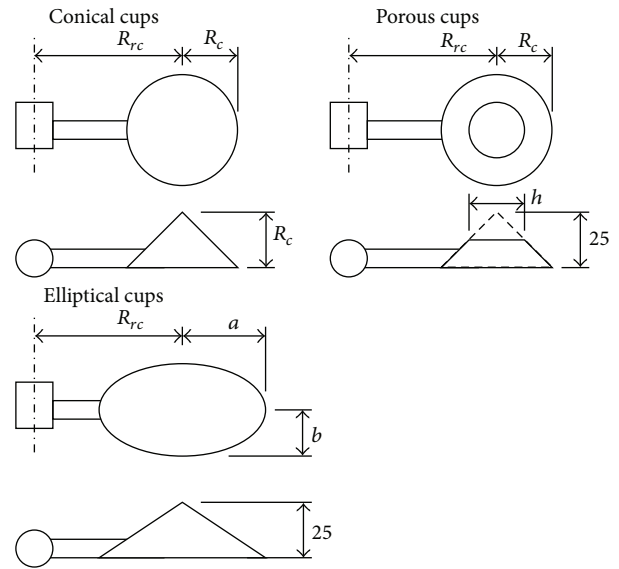 Conical cups
R_rc
R_c
R_c
Porous cups
R_rc
R_c
h
25
Elliptical cups
R_rc
a
b
25